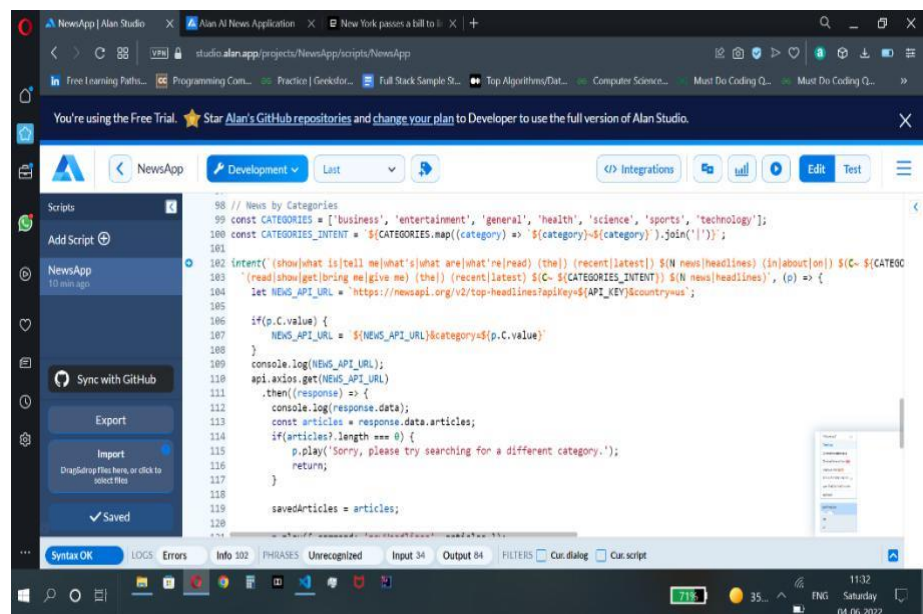 NewsApp | Alan Studio
Alan AI News Application
New York passes a bill to li
VPN
studio.alan.app/projects/NewsApp/scripts/NewsApp
Free Learning Paths...
Programming Com...
Practice | Geeksfor...
Full Stack Sample St...
Top Algorithms/Dat...
Computer Science...
Must Do Coding Q...
Must Do Coding Q...
You're using the Free Trial. Star Alan's GitHub repositories and change your plan to Developer to use the full version of Alan Studio.
NewsApp
Development
Last
</> Integrations
Edit
Test
Scripts
Add Script
NewsApp
10 min ago
Sync with GitHub
Export
Import
Drag&drop files here, or click to
select files
Saved
98 // News by Categories
99 const CATEGORIES = ['business', 'entertainment', 'general', 'health', 'science', 'sports', 'technology'];
100 const CATEGORIES_INTENT = `${CATEGORIES.map((category) => `${category}~${category}`).join('|')}`;
101
102 intent(`(show|what is|tell me|what's|what are|what're|read) (the|) (recent|latest|) $(N news|headlines) (in|about|on|) $(C~ ${CATEGO
103 `(read|show|get|bring me|give me) (the|) (recent|latest) $(C~ ${CATEGORIES_INTENT}) $(N news|headlines)`, (p) => {
104 let NEWS_API_URL = `https://newsapi.org/v2/top-headlines?apiKey=${API_KEY}&country=us`;
105
106 if(p.C.value) {
107 NEWS_API_URL = `${NEWS_API_URL}&category=${p.C.value}`
108 }
109 console.log(NEWS_API_URL);
110 api.axios.get(NEWS_API_URL)
111 .then((response) => {
112 console.log(response.data);
113 const articles = response.data.articles;
114 if(articles?.length === 0) {
115 p.play('Sorry, please try searching for a different category.');
116 return;
117 }
118
119 savedArticles = articles;
120
Syntax OK
LOGS Errors
Info 102
PHRASES Unrecognized
Input 34
Output 84
FILTERS
Cur. dialog
Cur. script
71%
35...
ENG
11:32
Saturday
04.06.2022